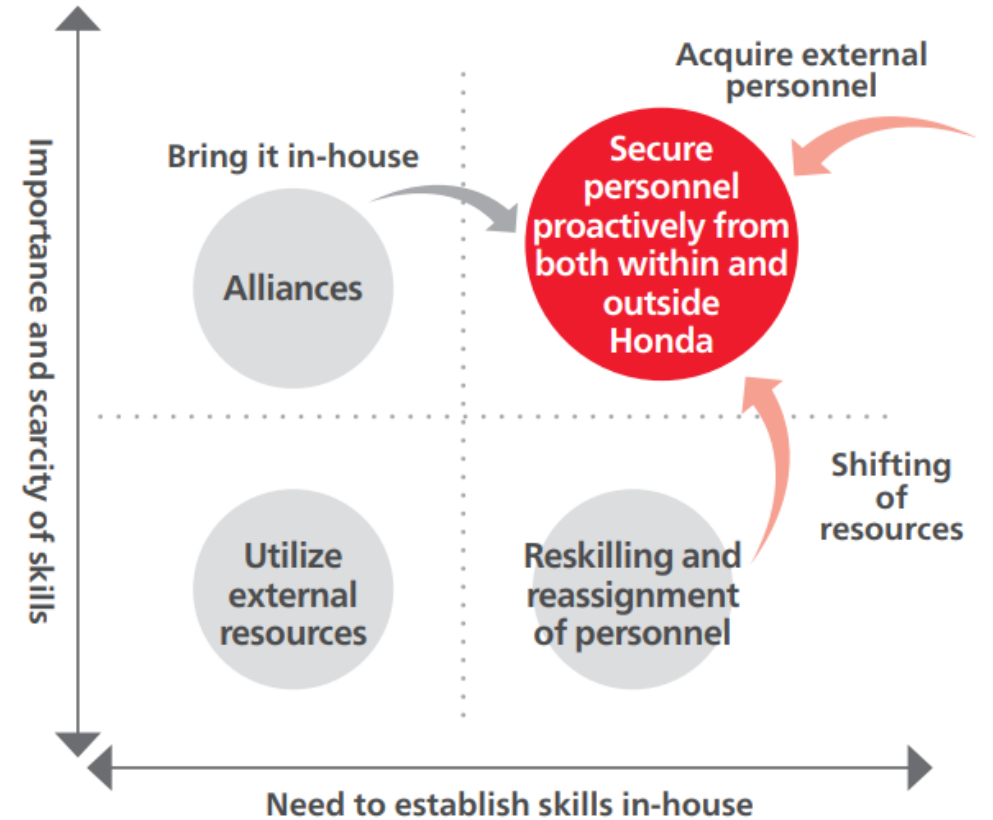 Acquire external
personnel
Bring it in-house
Secure
personnel
proactively from
both within and
outside
Honda
Alliances
Importance and scarcity of skills
Shifting
of
resources
Utilize
external
resources
Reskilling and
reassignment
of personnel
Need to establish skills in-house